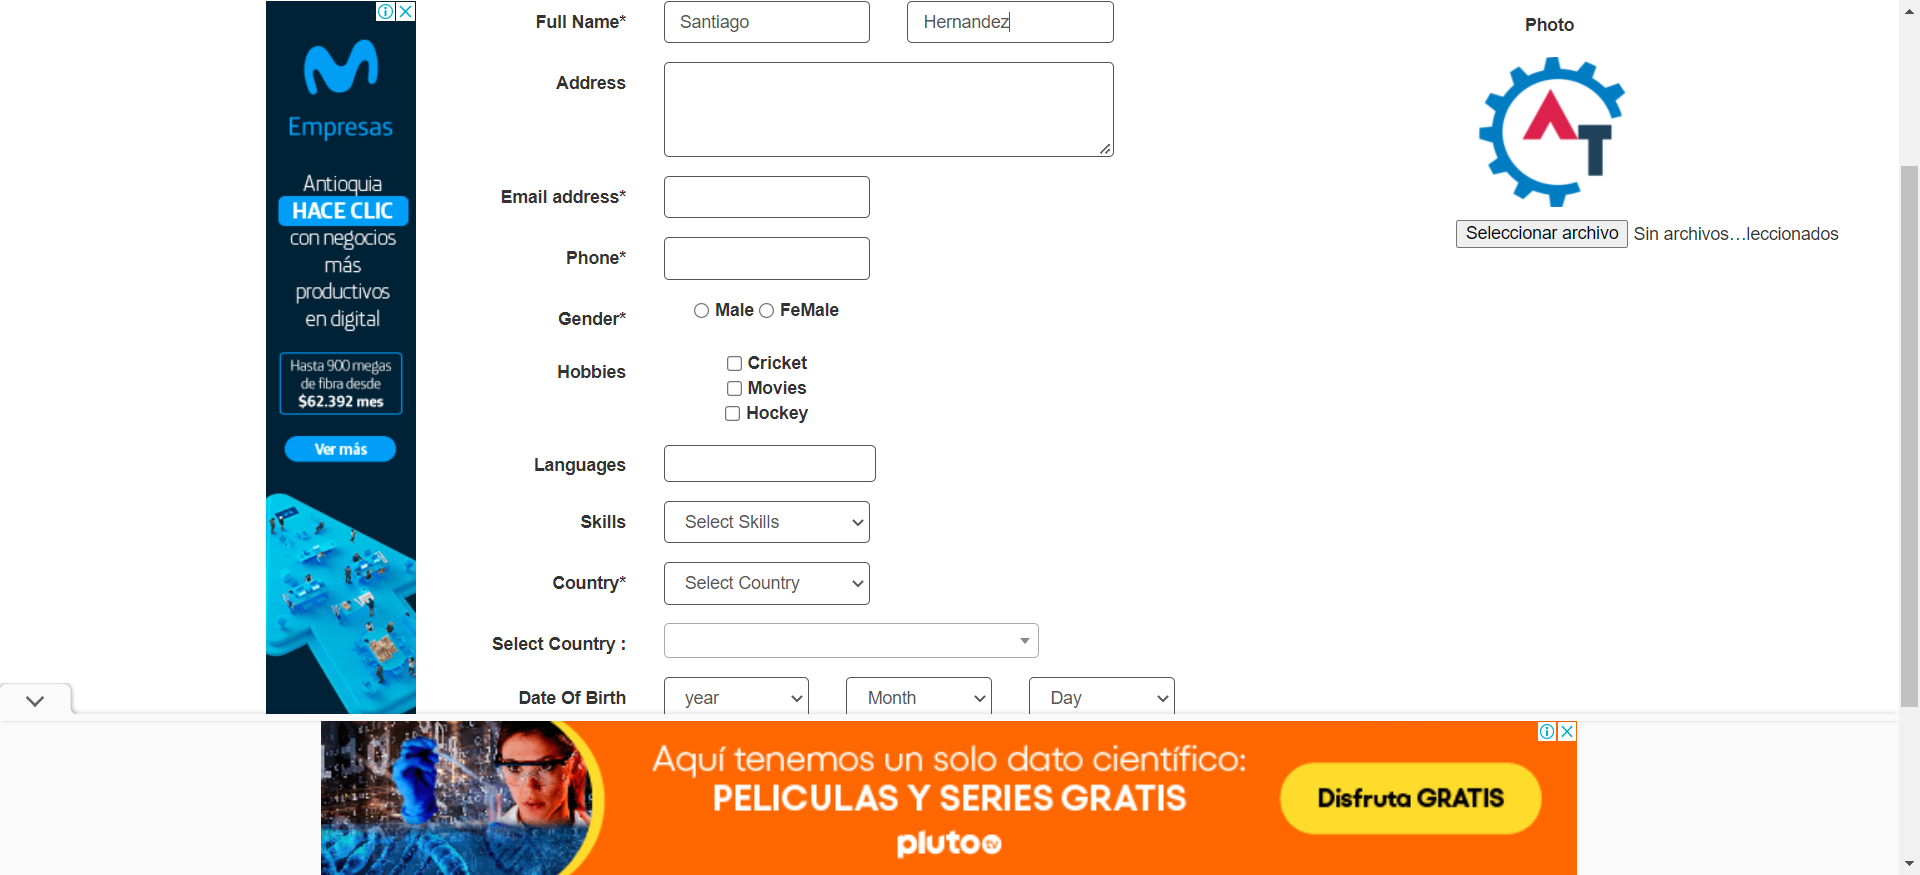 Empresas
Antioquia
HACE CLIC
con negocios
más
productivos
en digital
Hasta 900 megas
de fibra desde
$62.392 mes
Ver más
Full Name* Santiago Hernandez
Address
Email address*
Phone*
Gender* Male FeMale
Hobbies Cricket
Movies
Hockey
Languages
Skills Select Skills
Country* Select Country
Select Country :
Date Of Birth year Month Day
Photo
AT
Seleccionar archivo Sin archivos…leccionados
Aquí tenemos un solo dato científico:
PELICULAS Y SERIES GRATIS
pluto tv
Disfruta GRATIS